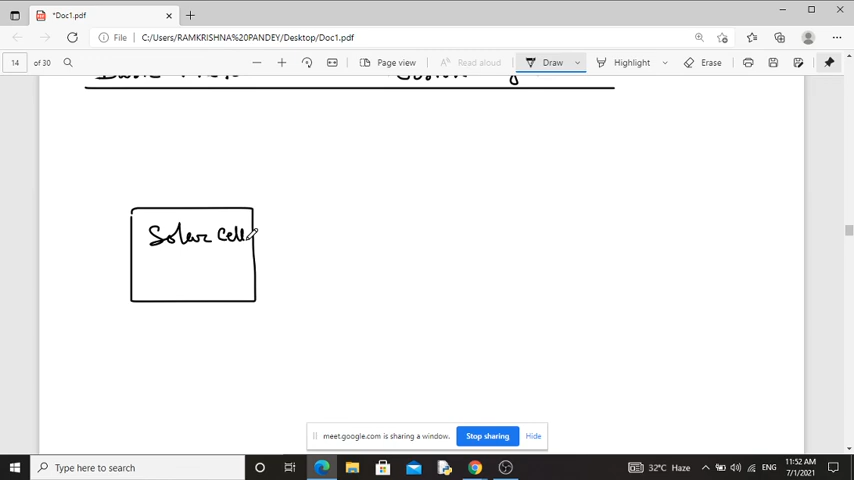 *Doc1.pdf
File C:/Users/RAMKRISHNA%20PANDEY/Desktop/Doc1.pdf
14 of 30 Page view Read aloud Draw Highlight Erase
Solar cell
meet.google.com is sharing a window. Stop sharing Hide
Type here to search 32°C Haze ENG 11:52 AM
7/1/2021